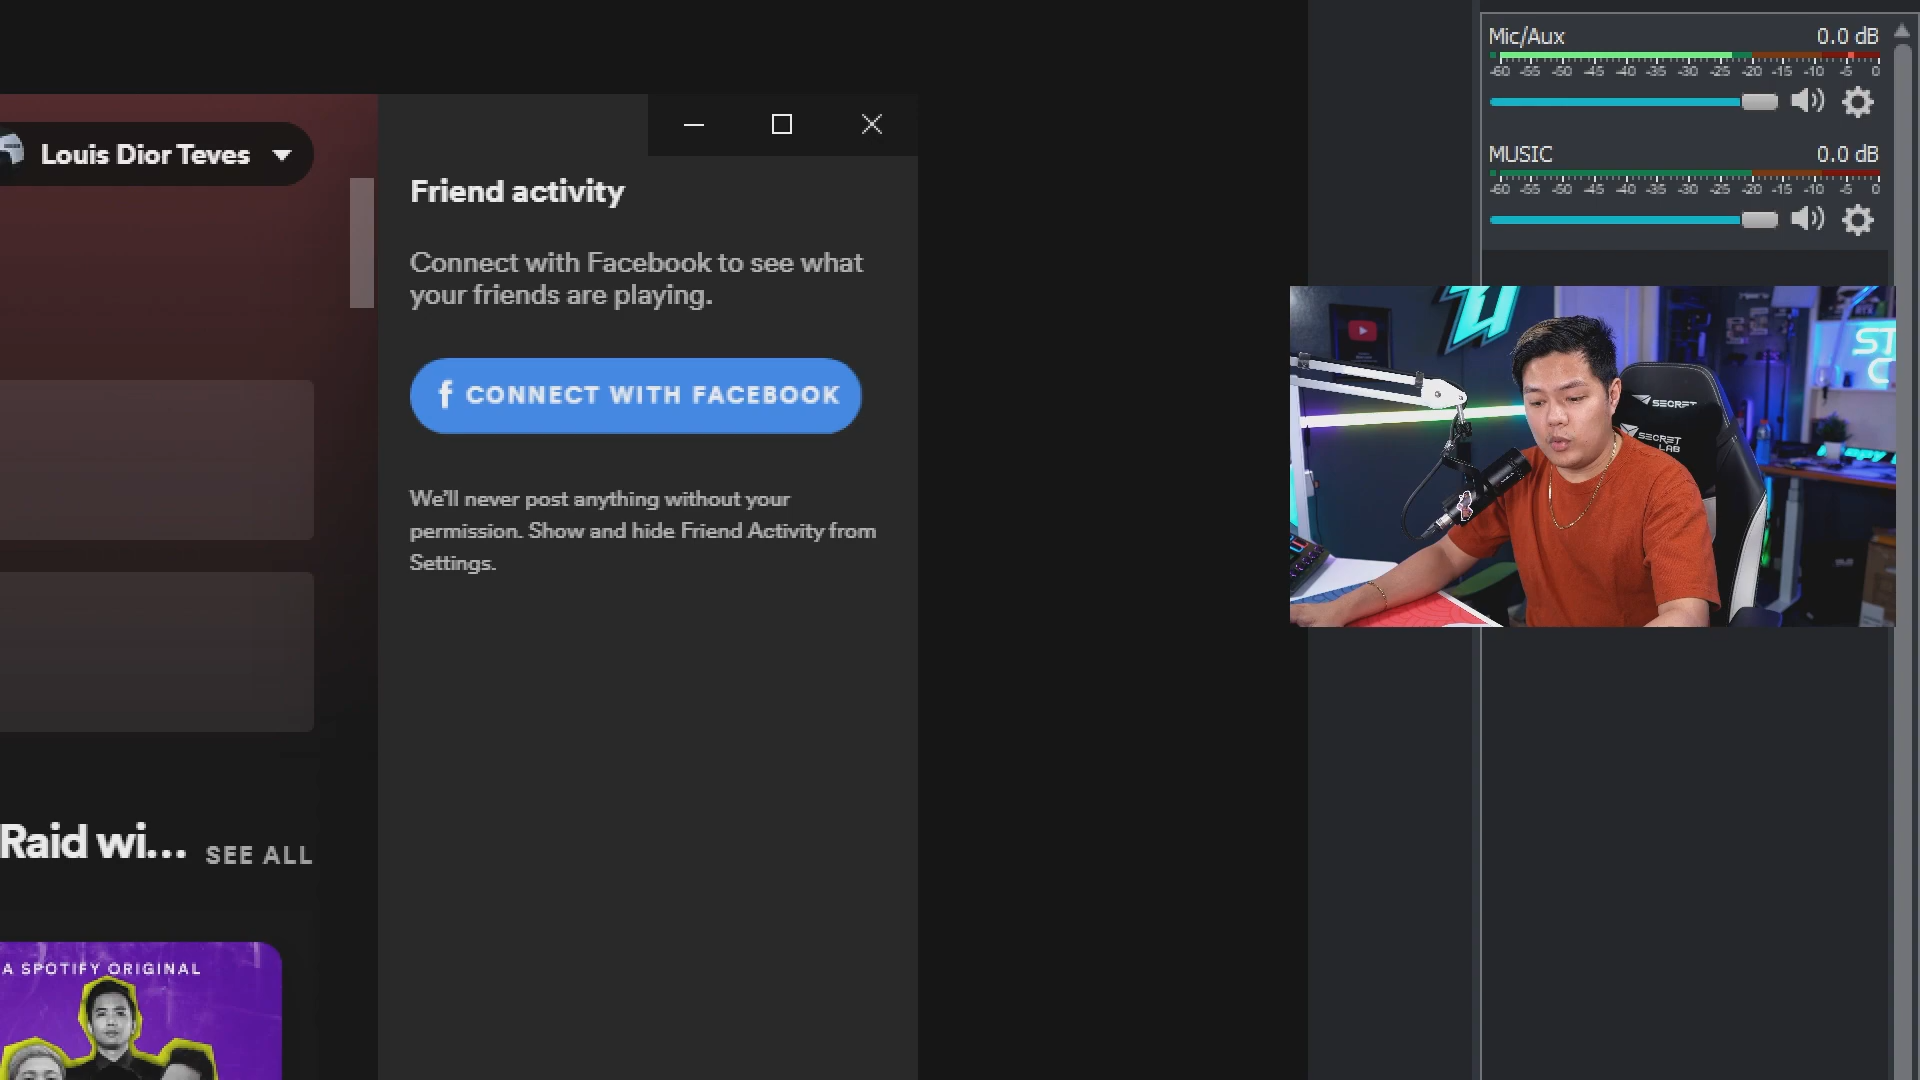 Louis Dior Teves
Friend activity
Connect with Facebook to see what
your friends are playing.
f CONNECT WITH FACEBOOK
We'll never post anything without your
permission. Show and hide Friend Activity from
Settings.
Raid wi... SEE ALL
A SPOTIFY ORIGINAL
Mic/Aux 0.0 dB
-60 -55 -50 -45 -40 -35 -30 -25 -20 -15 -10 -5 0
MUSIC 0.0 dB
-60 -55 -50 -45 -40 -35 -30 -25 -20 -15 -10 -5 0
SECRET
SECRET
LAB
ST
C